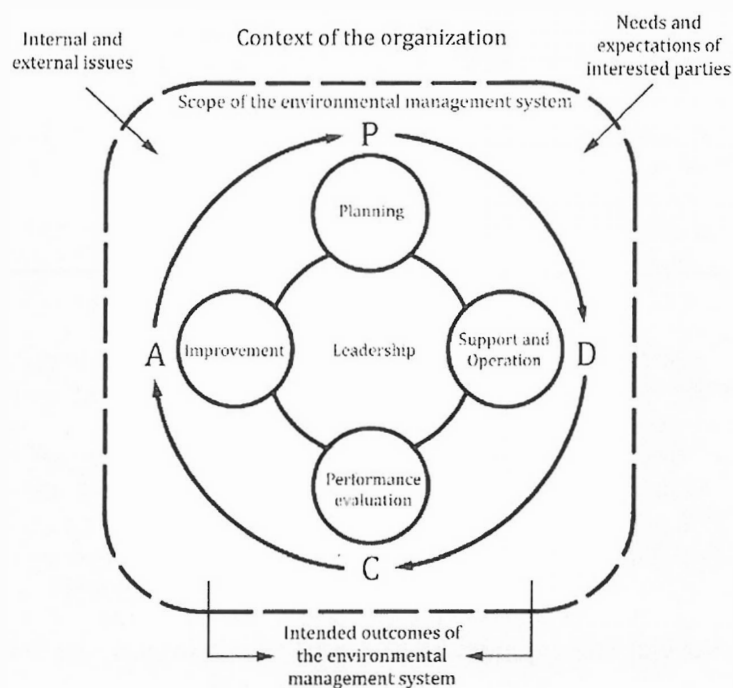 Internal and
external issues
Context of the organization
Needs and
expectations of
interested parties
Scope of the environmental management system
P
Planning
A
Improvement
Leadership
Support and
Operation
D
Performance
evaluation
C
Intended outcomes of
the environmental
management system